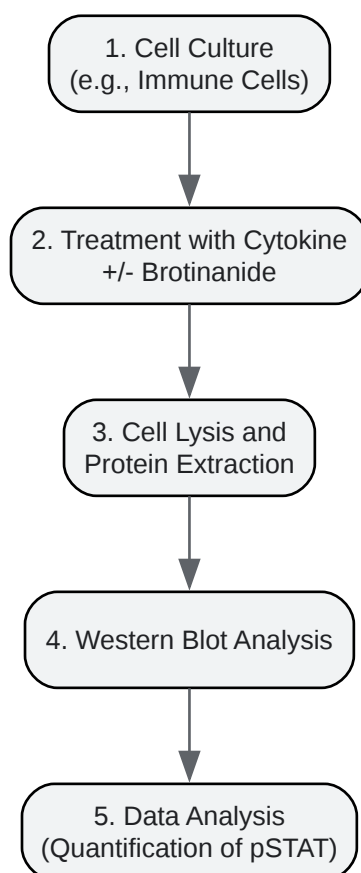 1. Cell Culture
(e.g., Immune Cells)
2. Treatment with Cytokine
+/- Brotinanide
3. Cell Lysis and
Protein Extraction
4. Western Blot Analysis
5. Data Analysis
(Quantification of pSTAT)